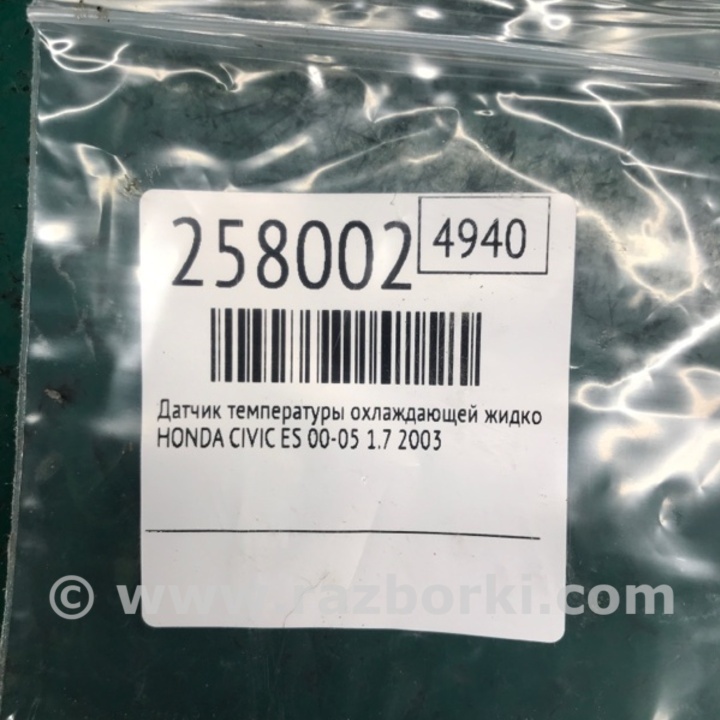 258002 4940
Датчик температуры охлаждающей жидко
HONDA CIVIC ES 00-05 1.7 2003
© www.razborki.com